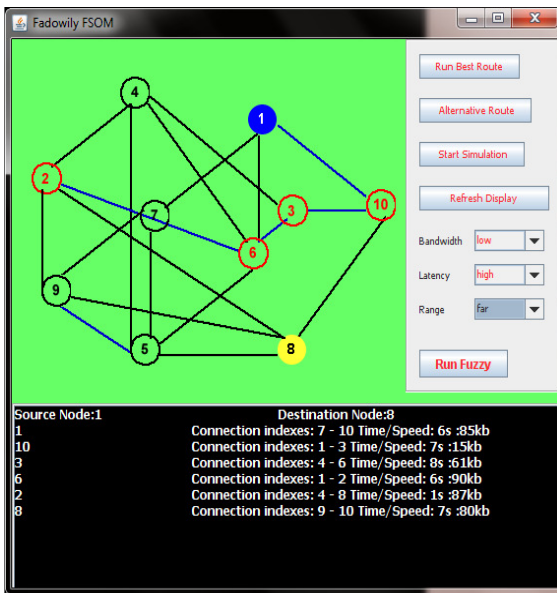 Fadowily FSOM
4
1
2
7
3
10
6
9
5
8
Run Best Route
Alternative Route
Start Simulation
Refresh Display
Bandwidth low
Latency high
Range far
Run Fuzzy
Source Node:1 Destination Node:8
1 Connection indexes: 7 - 10 Time/Speed: 6s :85kb
10 Connection indexes: 1 - 3 Time/Speed: 7s :15kb
3 Connection indexes: 4 - 6 Time/Speed: 8s :61kb
6 Connection indexes: 1 - 2 Time/Speed: 6s :90kb
2 Connection indexes: 4 - 8 Time/Speed: 1s :87kb
8 Connection indexes: 9 - 10 Time/Speed: 7s :80kb